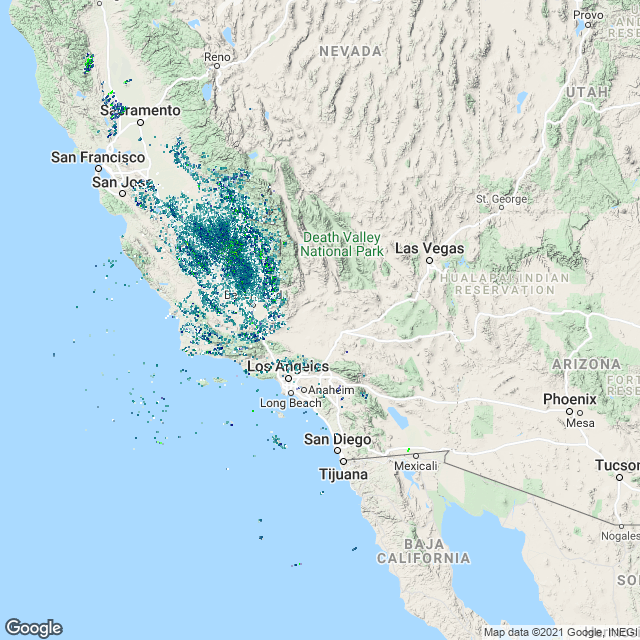 Provo
Reno
NEVADA
UTAH
Sacramento
San Francisco
San Jose
St. George
Death Valley
National Park
Las Vegas
HUALAPAI INDIAN
RESERVATION
Los Angeles
Anaheim
Long Beach
ARIZONA
Phoenix
Mesa
San Diego
Mexicali
Tijuana
Tucson
Nogales
BAJA
CALIFORNIA
SO
Google
Map data ©2021 Google, INEGI